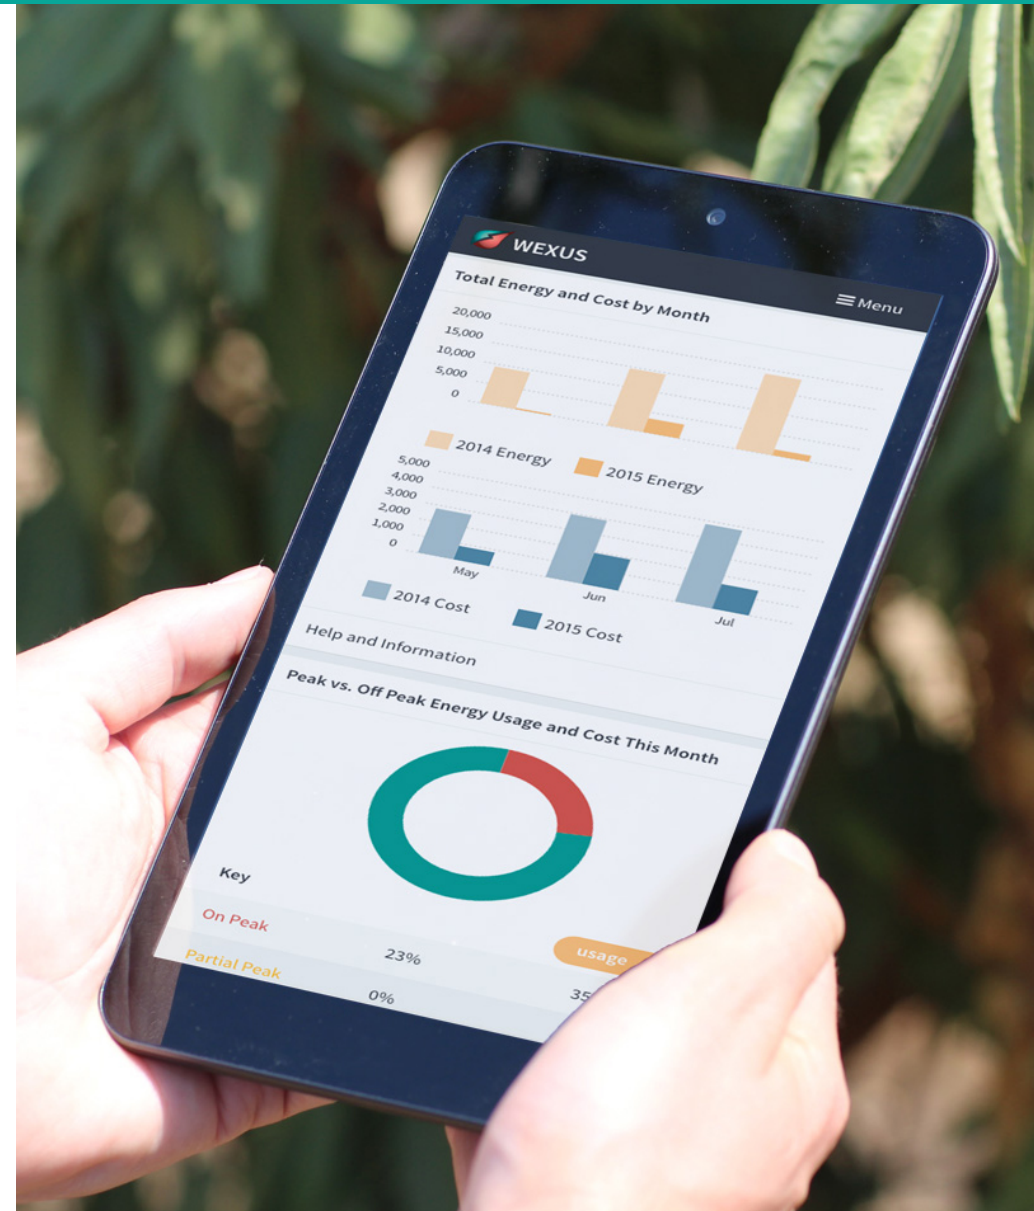 WEXUS
Menu
Total Energy and Cost by Month
20,000
15,000
10,000
5,000
0
2014 Energy 2015 Energy
5,000
4,000
3,000
2,000
1,000
0
May Jun Jul
2014 Cost 2015 Cost
Help and Information
Peak vs. Off Peak Energy Usage and Cost This Month
Key
usage
On Peak 23%
Partial Peak 0%